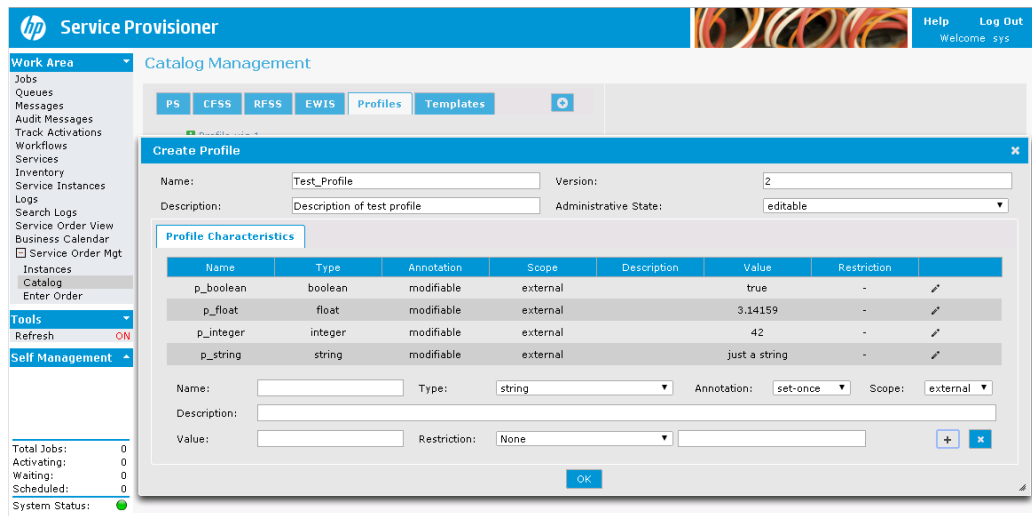 hp Service Provisioner
Help Log Out
Welcome sys
Work Area
Jobs
Queues
Messages
Audit Messages
Track Activations
Workflows
Services
Inventory
Service Instances
Logs
Search Logs
Service Order View
Business Calendar
Service Order Mgt
Instances
Catalog
Enter Order
Tools
Refresh ON
Self Management
Total Jobs: 0
Activating: 0
Waiting: 0
Scheduled: 0
System Status:
Catalog Management
PS CFSS RFSS EWIS Profiles Templates
Create Profile
Name: Test_Profile Version: 2
Description: Description of test profile Administrative State: editable
Profile Characteristics
Name Type Annotation Scope Description Value Restriction
p_boolean boolean modifiable external true -
p_float float modifiable external 3.14159 -
p_integer integer modifiable external 42 -
p_string string modifiable external just a string -
Name: Type: string Annotation: set-once Scope: external
Description:
Value: Restriction: None + x
OK